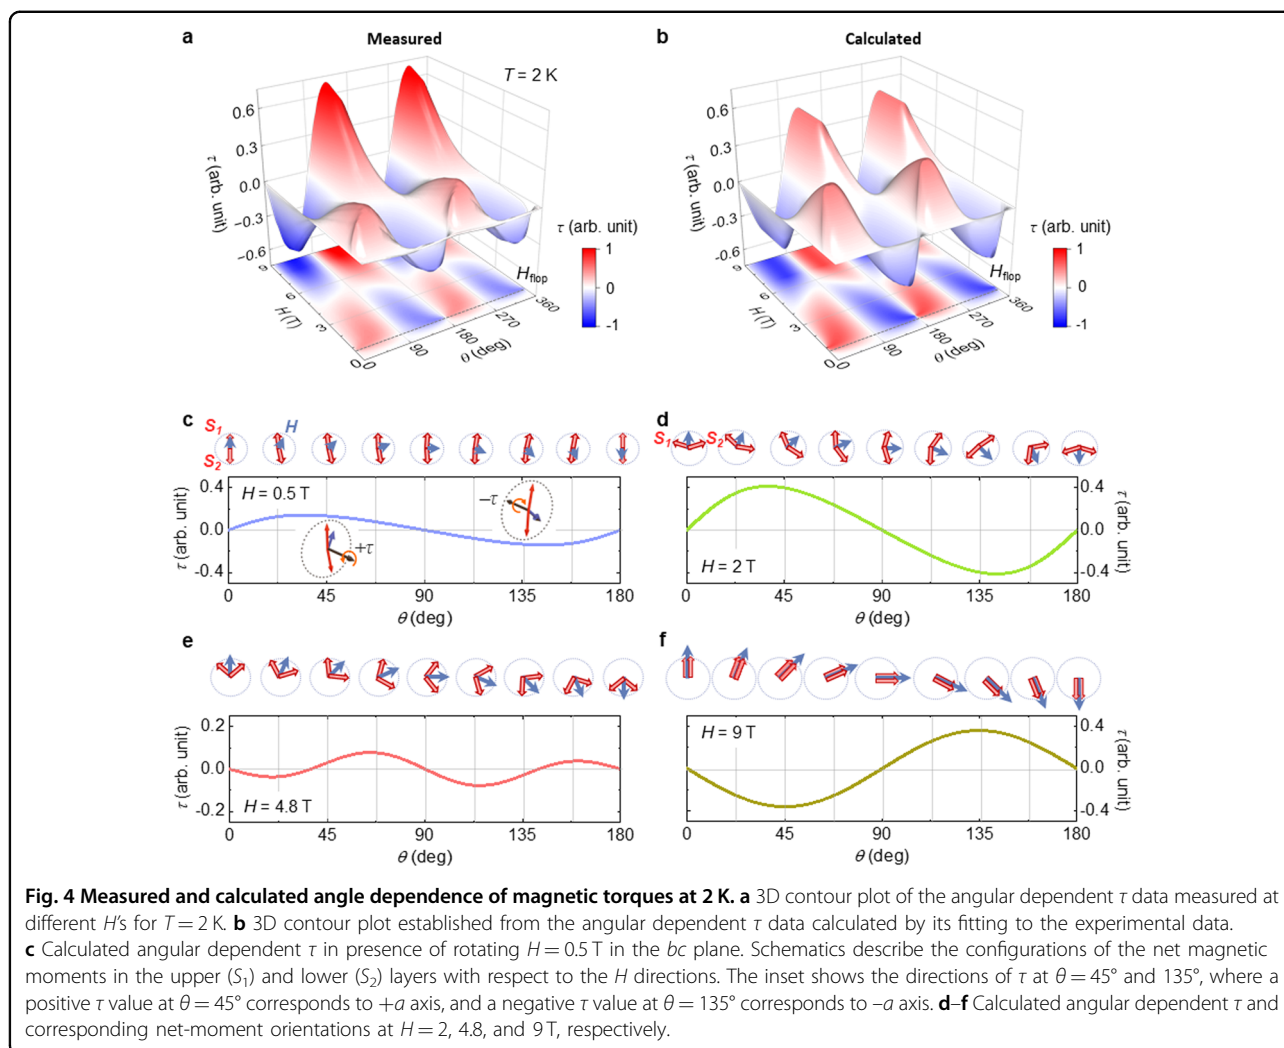 a
Measured
T = 2 K
τ (arb. unit)
0.6
0.3
0.0
−0.3
−0.6
9
6
3
0
H (T)
0
90
180
270
360
θ (deg)
H_flop
τ (arb. unit)
1
0
-1
b
Calculated
τ (arb. unit)
0.6
0.3
0.0
−0.3
−0.6
9
6
3
0
H (T)
0
90
180
270
360
θ (deg)
H_flop
τ (arb. unit)
1
0
-1
c
S₁
H
S₂
H = 0.5 T
+τ
−τ
τ (arb. unit)
0.4
0.0
-0.4
0 45 90 135 180
θ (deg)
d
S₁ S₂
H = 2 T
τ (arb. unit)
0.4
0.0
-0.4
0 45 90 135 180
θ (deg)
e
H = 4.8 T
τ (arb. unit)
0.2
0.0
-0.2
0 45 90 135 180
θ (deg)
f
H = 9 T
τ (arb. unit)
0.4
0.0
-0.4
0 45 90 135 180
θ (deg)
Fig. 4 Measured and calculated angle dependence of magnetic torques at 2 K. a 3D contour plot of the angular dependent τ data measured at
different H's for T = 2 K. b 3D contour plot established from the angular dependent τ data calculated by its fitting to the experimental data.
c Calculated angular dependent τ in presence of rotating H = 0.5 T in the bc plane. Schematics describe the configurations of the net magnetic
moments in the upper (S₁) and lower (S₂) layers with respect to the H directions. The inset shows the directions of τ at θ = 45° and 135°, where a
positive τ value at θ = 45° corresponds to +a axis, and a negative τ value at θ = 135° corresponds to –a axis. d–f Calculated angular dependent τ and
corresponding net-moment orientations at H = 2, 4.8, and 9 T, respectively.